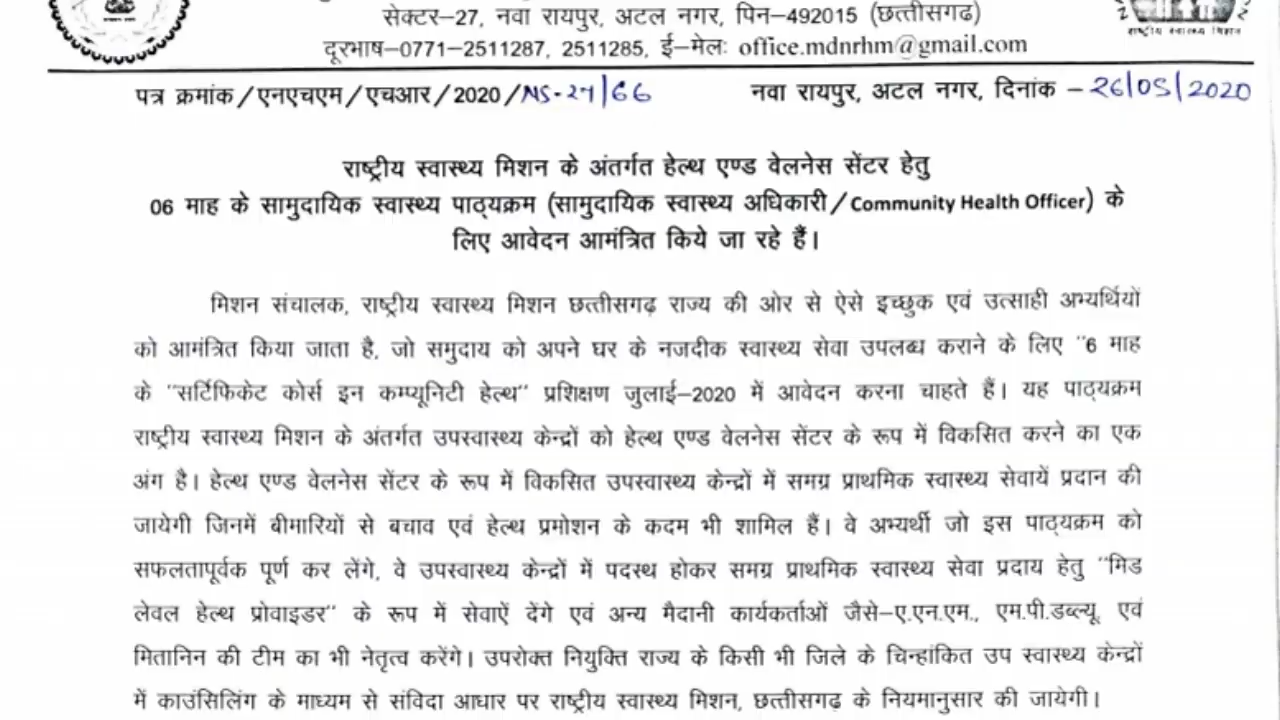 सेक्टर–27, नवा रायपुर, अटल नगर, पिन–492015 (छत्तीसगढ)
दूरभाष–0771–2511287, 2511285, ई–मेलः office.mdnrhm@gmail.com
राष्ट्रीय स्वास्थ्य मिशन
पत्र क्रमांक/एनएचएम/एचआर/2020/NS-27/66 नवा रायपुर, अटल नगर, दिनांक – 26/05/2020
राष्ट्रीय स्वास्थ्य मिशन के अंतर्गत हेल्थ एण्ड वेलनेस सेंटर हेतु
06 माह के सामुदायिक स्वास्थ्य पाठ्यक्रम (सामुदायिक स्वास्थ्य अधिकारी/Community Health Officer) के
लिए आवेदन आमंत्रित किये जा रहे हैं।
मिशन संचालक, राष्ट्रीय स्वास्थ्य मिशन छत्तीसगढ़ राज्य की ओर से ऐसे इच्छुक एवं उत्साही अभ्यर्थियों
को आमंत्रित किया जाता है, जो समुदाय को अपने घर के नजदीक स्वास्थ्य सेवा उपलब्ध कराने के लिए "6 माह
के "सर्टिफिकेट कोर्स इन कम्प्यूनिटी हेल्थ" प्रशिक्षण जुलाई–2020 में आवेदन करना चाहते हैं। यह पाठ्यक्रम
राष्ट्रीय स्वास्थ्य मिशन के अंतर्गत उपस्वास्थ्य केन्द्रों को हेल्थ एण्ड वेलनेस सेंटर के रूप में विकसित करने का एक
अंग है। हेल्थ एण्ड वेलनेस सेंटर के रूप में विकसित उपस्वास्थ्य केन्द्रों में समग्र प्राथमिक स्वास्थ्य सेवायें प्रदान की
जायेगी जिनमें बीमारियों से बचाव एवं हेल्थ प्रमोशन के कदम भी शामिल हैं। वे अभ्यर्थी जो इस पाठ्यक्रम को
सफलतापूर्वक पूर्ण कर लेंगे, वे उपस्वास्थ्य केन्द्रों में पदस्थ होकर समग्र प्राथमिक स्वास्थ्य सेवा प्रदाय हेतु "मिड
लेवल हेल्थ प्रोवाइडर" के रूप में सेवाऐं देंगे एवं अन्य मैदानी कार्यकर्ताओं जैसे–ए.एन.एम., एम.पी.डब्ल्यू. एवं
मितानिन की टीम का भी नेतृत्व करेंगे। उपरोक्त नियुक्ति राज्य के किसी भी जिले के चिन्हांकित उप स्वास्थ्य केन्द्रों
में काउंसिलिंग के माध्यम से संविदा आधार पर राष्ट्रीय स्वास्थ्य मिशन, छत्तीसगढ़ के नियमानुसार की जायेगी।